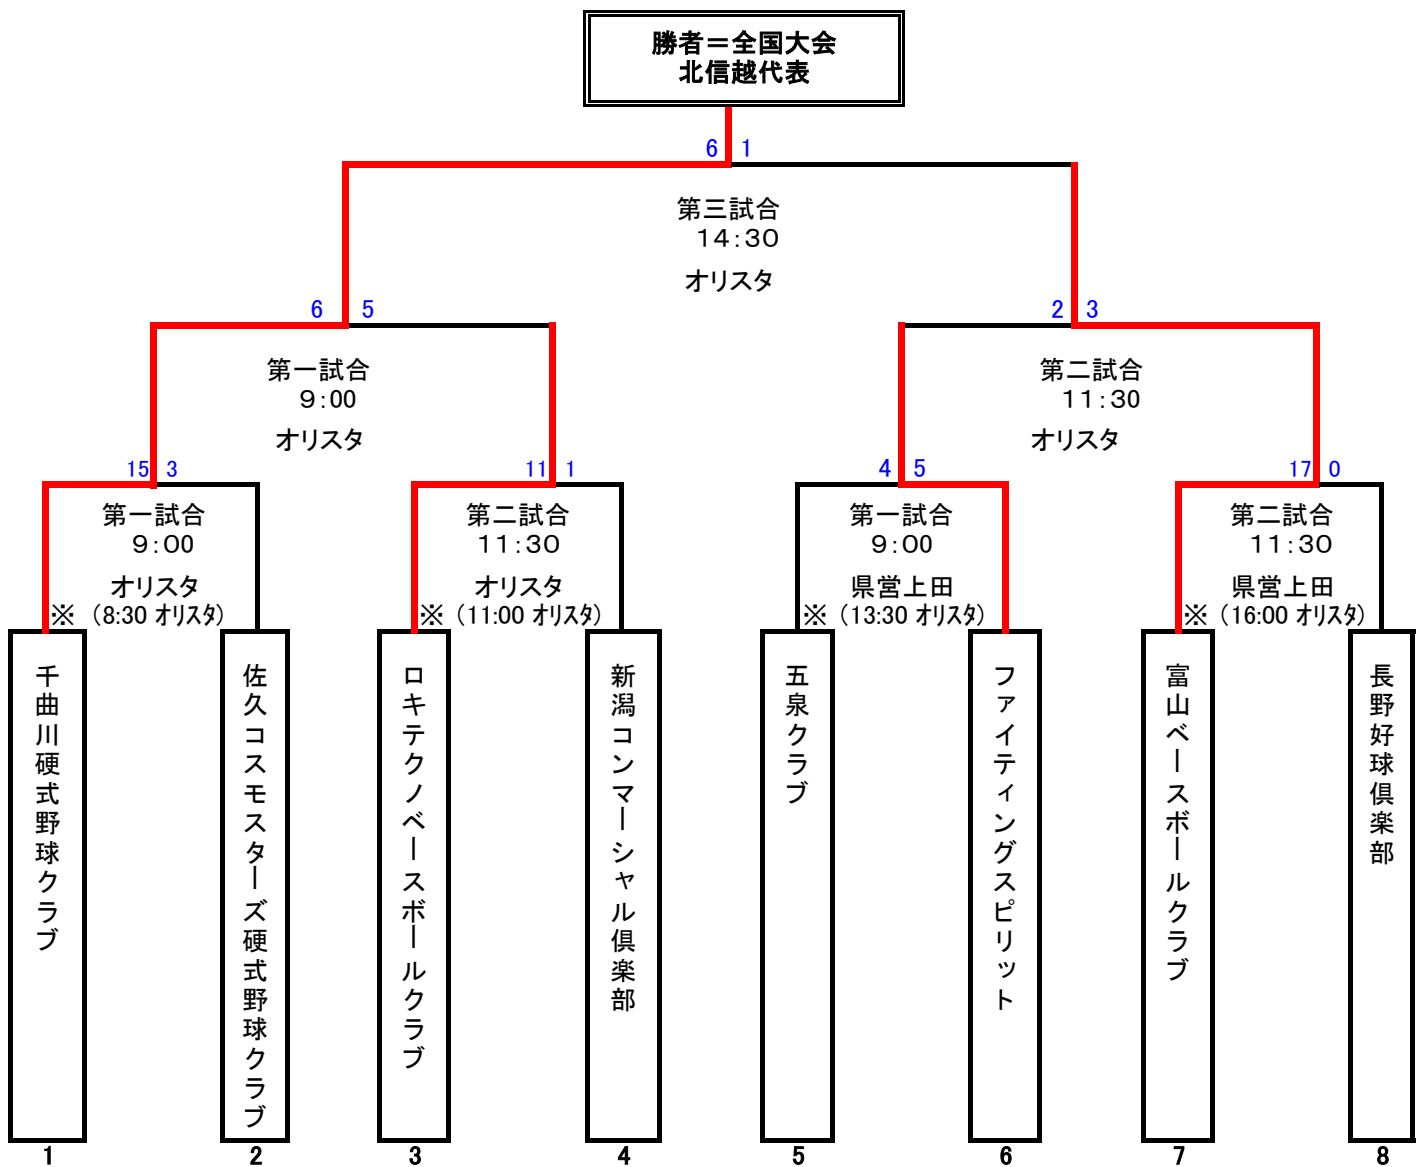 勝者＝全国大会
北信越代表
6 1
第三試合
14:30
オリスタ
6 5
2 3
第一試合
9:00
オリスタ
第二試合
11:30
オリスタ
15 3
11 1
4 5
17 0
第一試合
9:00
オリスタ
※（8:30 オリスタ）
第二試合
11:30
オリスタ
※（11:00 オリスタ）
第一試合
9:00
県営上田
※（13:30 オリスタ）
第二試合
11:30
県営上田
※（16:00 オリスタ）
千曲川硬式野球クラブ
佐久コスモスターズ硬式野球クラブ
ロキテクノベースボールクラブ
新潟コンマーシャル倶楽部
五泉クラブ
ファイティングスピリット
富山ベースボールクラブ
長野好球倶楽部
1 2 3 4 5 6 7 8